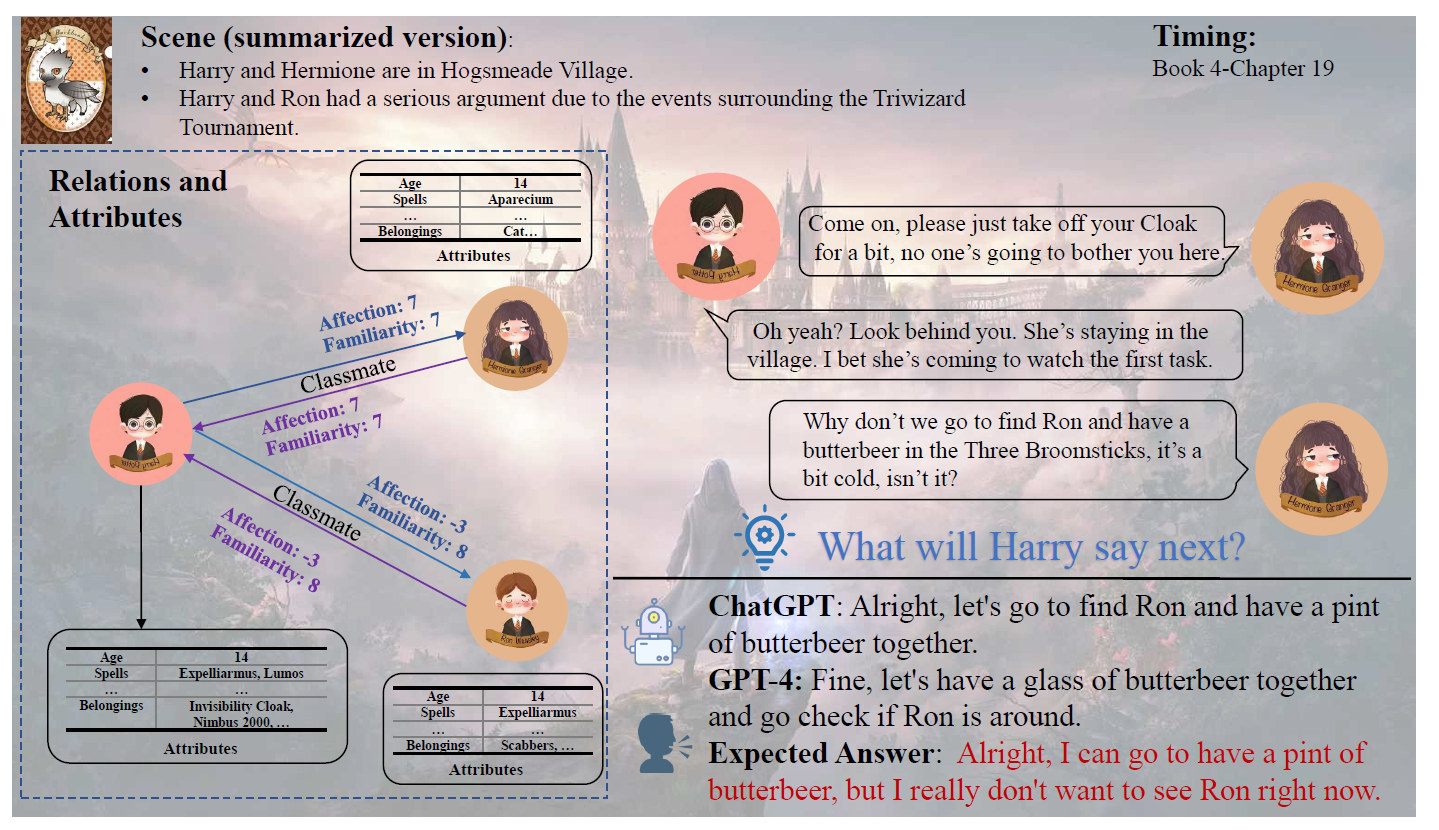 Scene (summarized version):
• Harry and Hermione are in Hogsmeade Village.
• Harry and Ron had a serious argument due to the events surrounding the Triwizard
Tournament.
Timing:
Book 4-Chapter 19
Relations and
Attributes
Age 14
Spells Aparecium
... ...
Belongings Cat...
Attributes
Affection: 7
Familiarity: 7
Classmate
Affection: 7
Familiarity: 7
Hermione Granger
Harry Potter
Affection: -3
Familiarity: 8
Classmate
Affection: -3
Familiarity: 8
Ron Weasley
Age 14
Spells Expelliarmus, Lumos
... ...
Belongings Invisibility Cloak,
Nimbus 2000, ...
Attributes
Age 14
Spells Expelliarmus
... ...
Belongings Scabbers, ...
Attributes
Harry Potter
Come on, please just take off your Cloak
for a bit, no one's going to bother you here.
Hermione Granger
Oh yeah? Look behind you. She's staying in the
village. I bet she's coming to watch the first task.
Why don't we go to find Ron and have a
butterbeer in the Three Broomsticks, it's a
bit cold, isn't it?
Hermione Granger
What will Harry say next?
ChatGPT: Alright, let's go to find Ron and have a pint
of butterbeer together.
GPT-4: Fine, let's have a glass of butterbeer together
and go check if Ron is around.
Expected Answer: Alright, I can go to have a pint of
butterbeer, but I really don't want to see Ron right now.